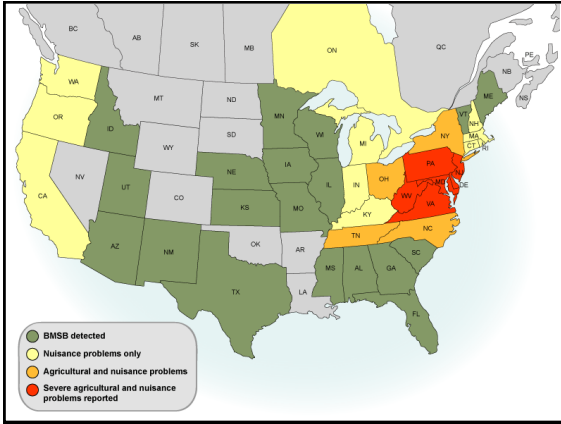 BC
AB
SK
MB
ON
QC
PE
NB
NS
WA
MT
ND
MN
ME
VT
NH
OR
ID
SD
WI
MI
NY
MA
CT
RI
WY
NE
IA
PA
NJ
NV
UT
CO
KS
MO
IL
IN
OH
WV
MD
DE
VA
CA
KY
AZ
NM
OK
AR
TN
NC
TX
LA
MS
AL
GA
SC
FL
BMSB detected
Nuisance problems only
Agricultural and nuisance problems
Severe agricultural and nuisance
problems reported